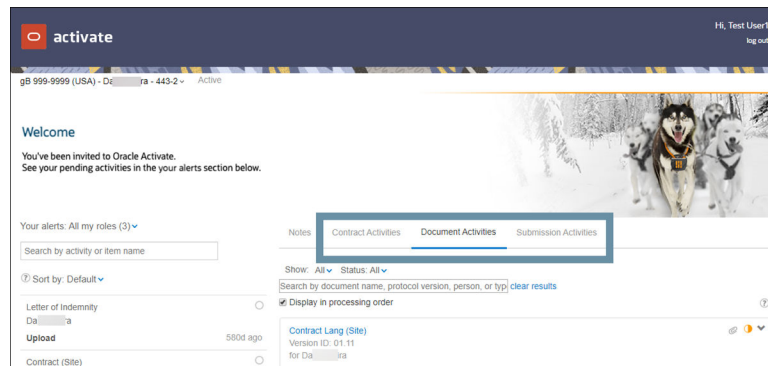 activate
Hi, Test User1
log out
gB 999-9999 (USA) - Da ra - 443-2 Active
Welcome
You've been invited to Oracle Activate.
See your pending activities in the your alerts section below.
Your alerts: All my roles (3)
Search by activity or item name
? Sort by: Default
Letter of Indemnity
Da a
Upload 560d ago
Contract (Site)
Notes Contract Activities Document Activities Submission Activities
Show: All Status: All
Search by document name, protocol version, person, or typ clear results
Display in processing order ?
Contract Lang (Site)
Version ID: 01.11
for Da ira